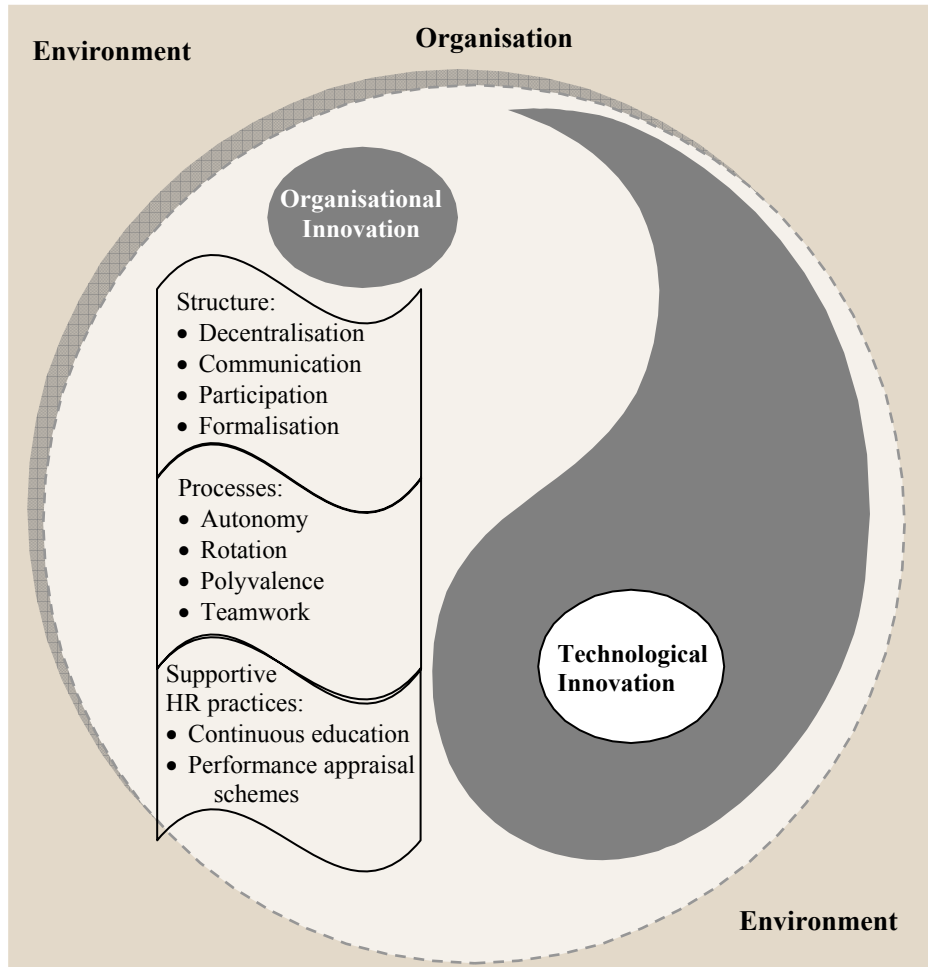 Organisation
Environment
Organisational
Innovation
Structure:
• Decentralisation
• Communication
• Participation
• Formalisation
Processes:
• Autonomy
• Rotation
• Polyvalence
• Teamwork
Supportive
HR practices:
• Continuous education
• Performance appraisal
schemes
Technological
Innovation
Environment